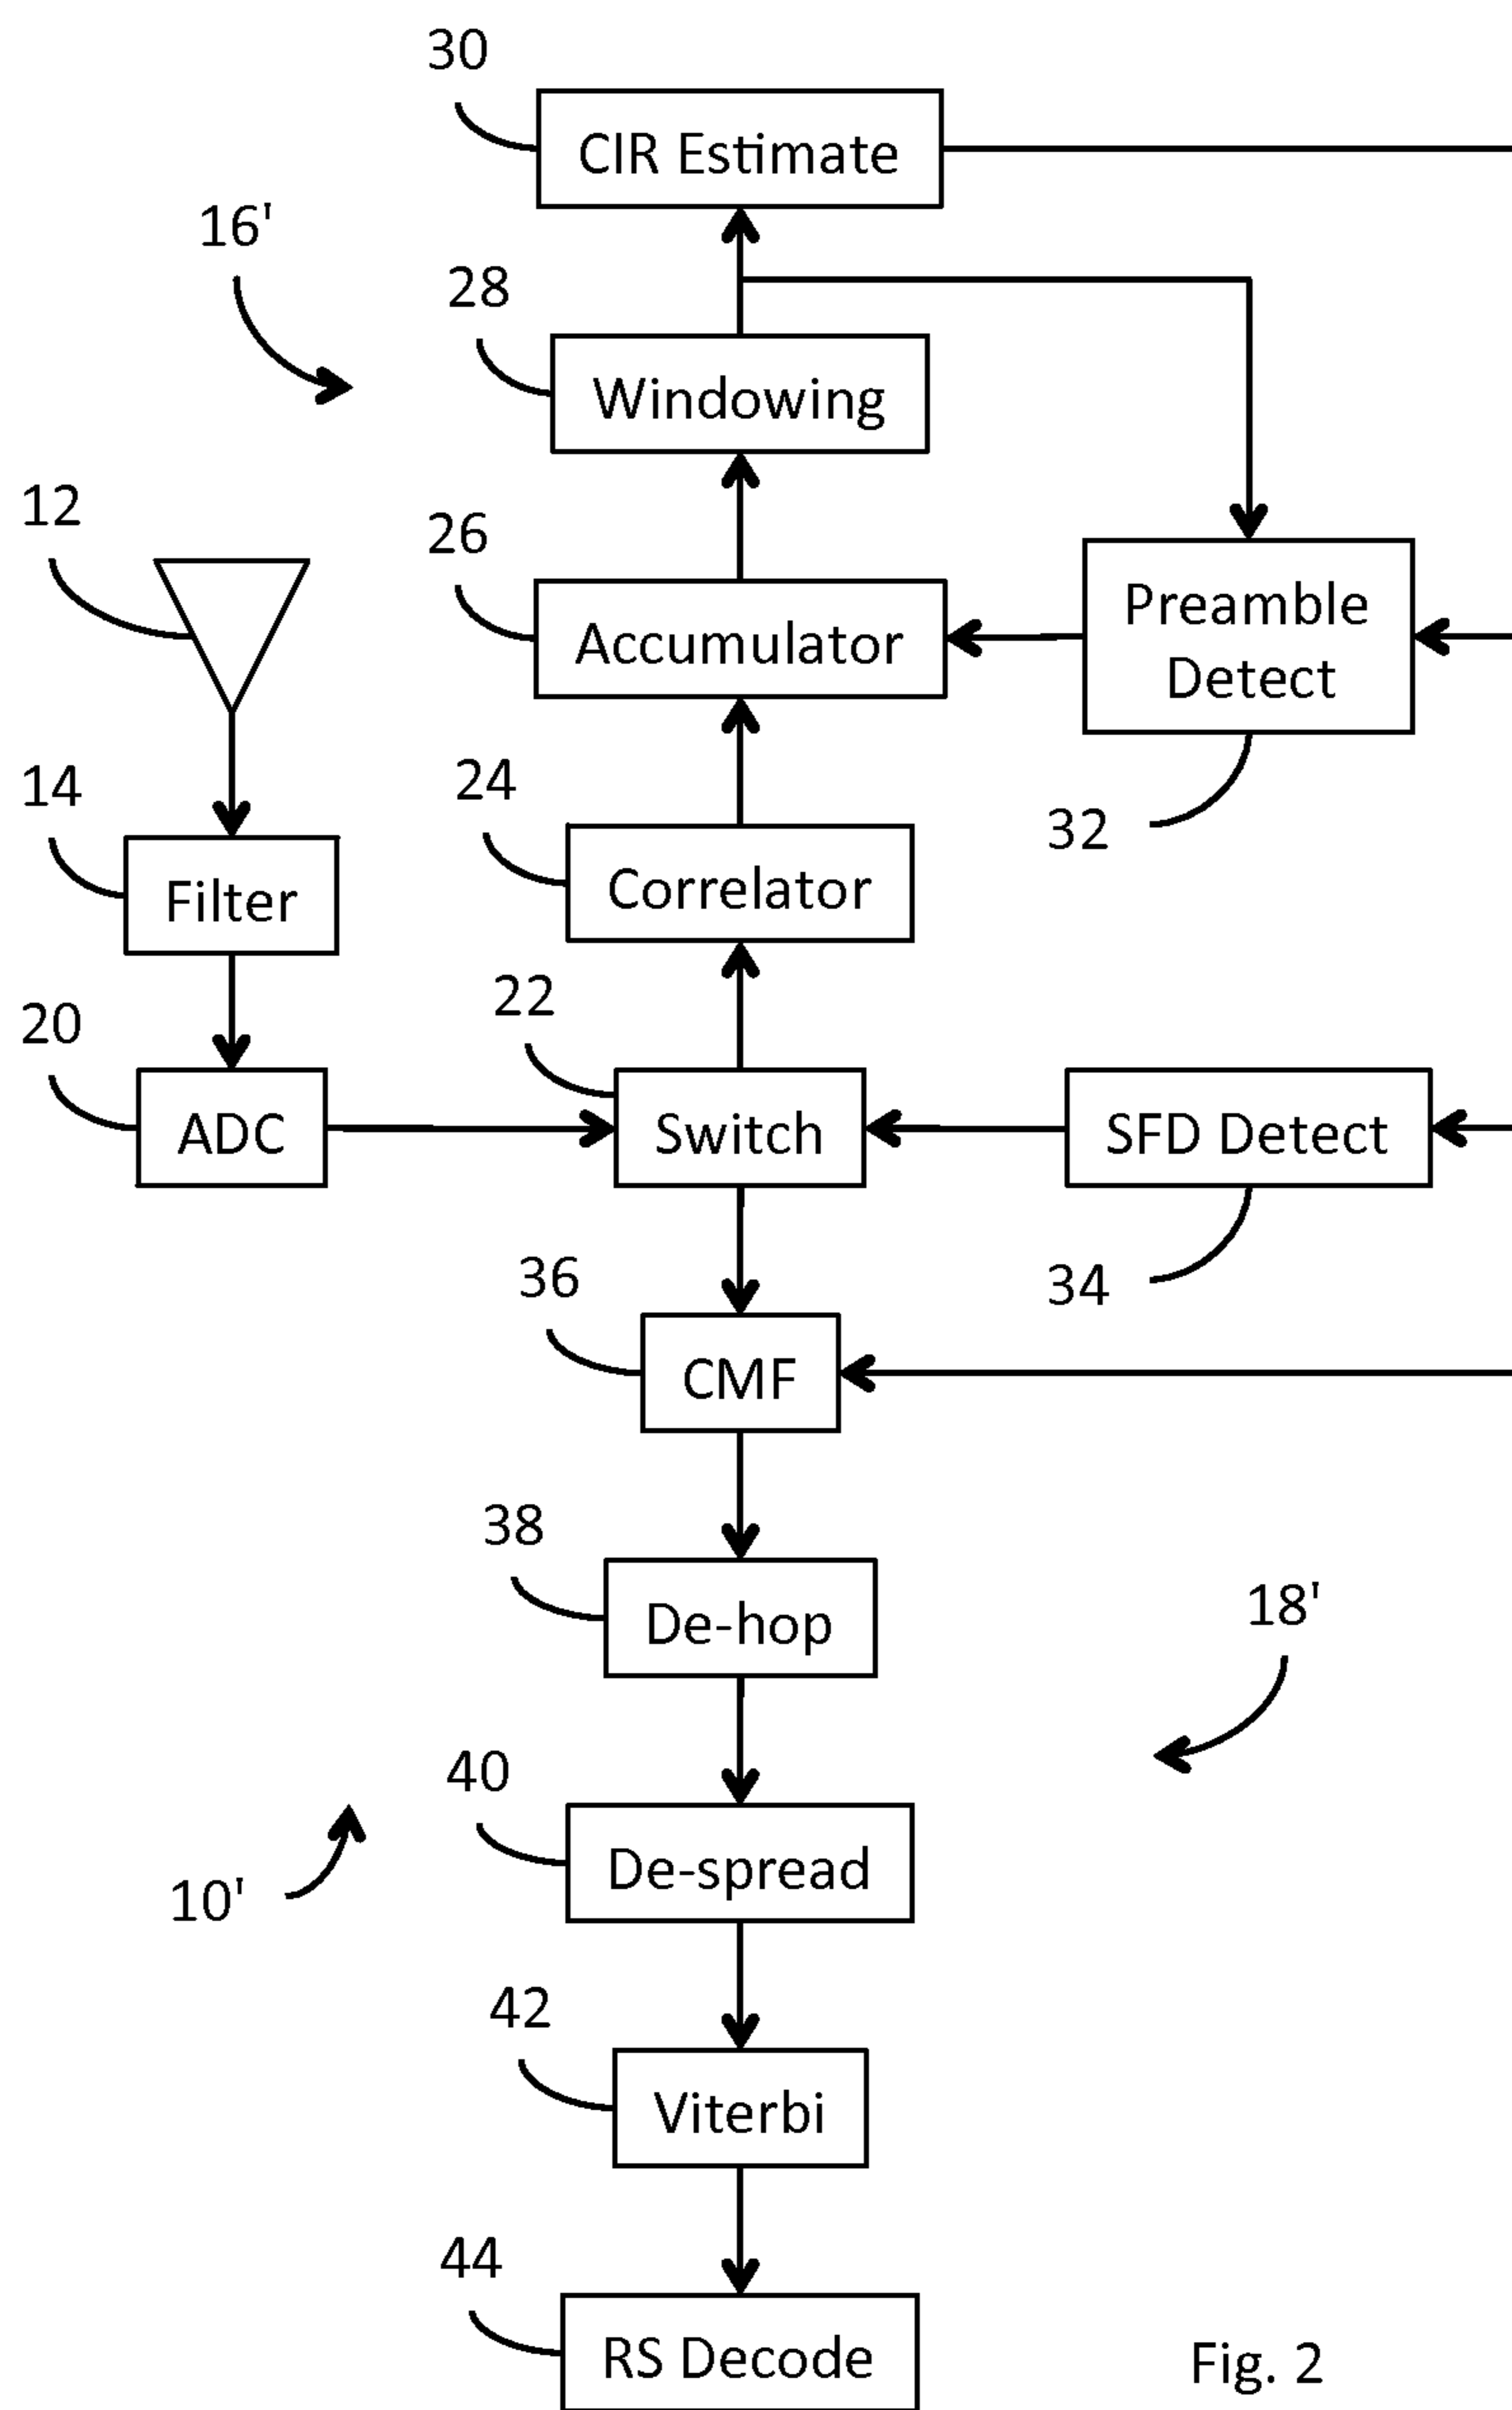 30
CIR Estimate
16'
28
Windowing
12
26
Accumulator
Preamble
Detect
14
24
32
Filter
Correlator
20
22
ADC
Switch
SFD Detect
36
34
CMF
38
De-hop
18'
40
De-spread
10'
42
Viterbi
44
RS Decode
Fig. 2